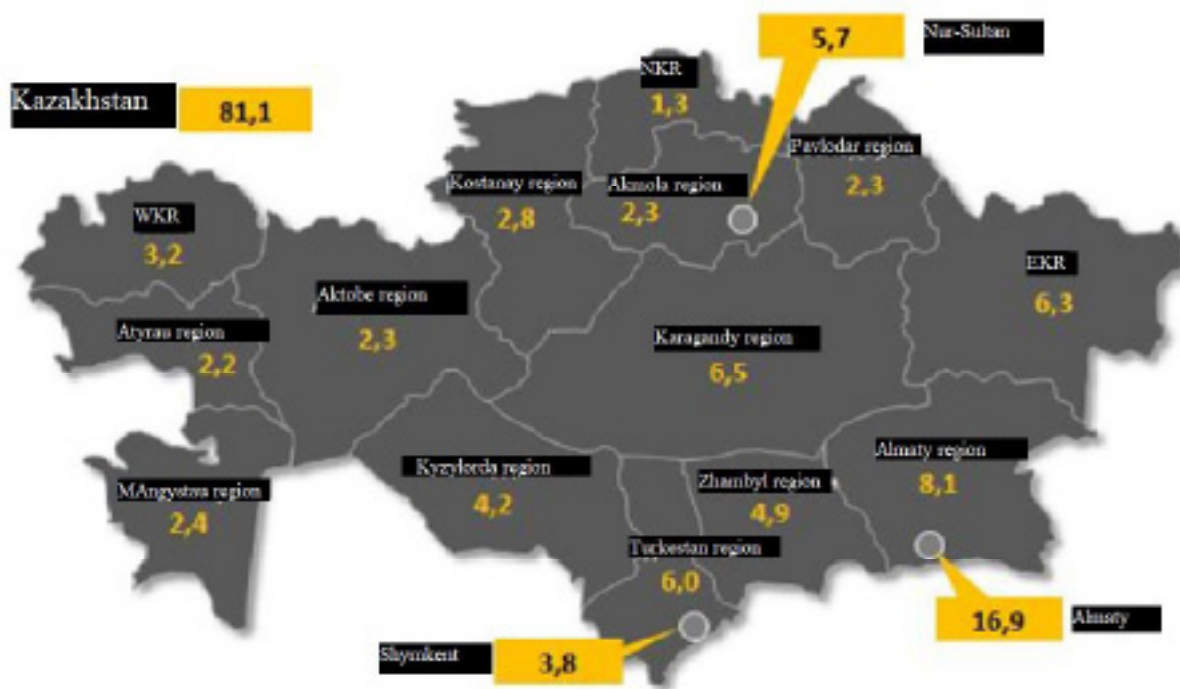 5,7
Nur-Sultan
Kazakhstan
81,1
NKR
1,3
Pavlodar region
2,3
Kostanay region
2,8
Akmola region
2,3
WKR
3,2
EKR
6,3
Aktobe region
2,3
Atyrau region
2,2
Karagandy region
6,5
Almaty region
8,1
Kyzylorda region
4,2
Zhambyl region
4,9
MAngystau region
2,4
Turkestan region
6,0
16,9
Almaty
Shymkent
3,8